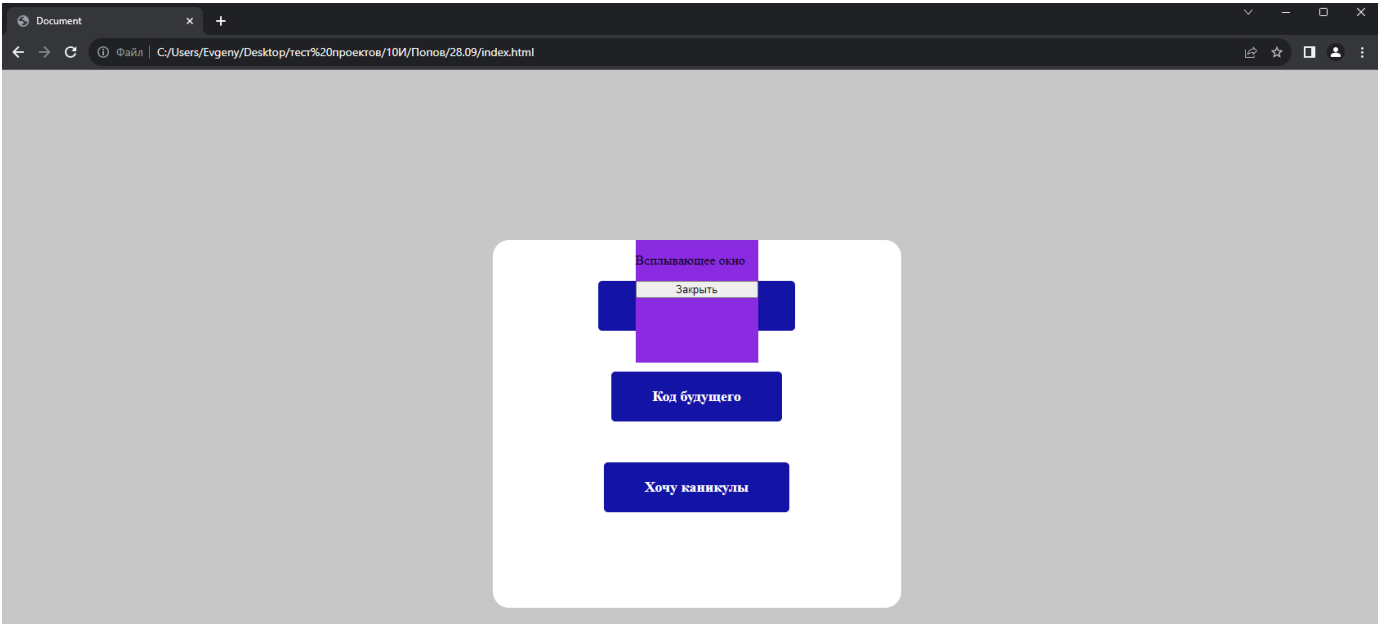 Document
Файл C:/Users/Evgeny/Desktop/тест%20проектов/10И/Попов/28.09/index.html
Всплывающее окно
Закрыть
Код будущего
Хочу каникулы